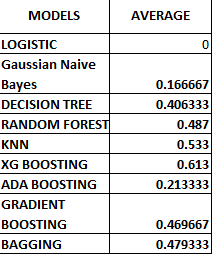 MODELS AVERAGE
LOGISTIC 0
Gaussian Naive
Bayes 0.166667
DECISION TREE 0.406333
RANDOM FOREST 0.487
KNN 0.533
XG BOOSTING 0.613
ADA BOOSTING 0.213333
GRADIENT
BOOSTING 0.469667
BAGGING 0.479333